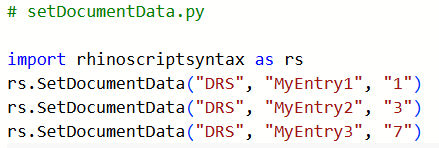 # setDocumentData.py
import rhinoscriptsyntax as rs
rs.SetDocumentData("DRS", "MyEntry1", "1")
rs.SetDocumentData("DRS", "MyEntry2", "3")
rs.SetDocumentData("DRS", "MyEntry3", "7")